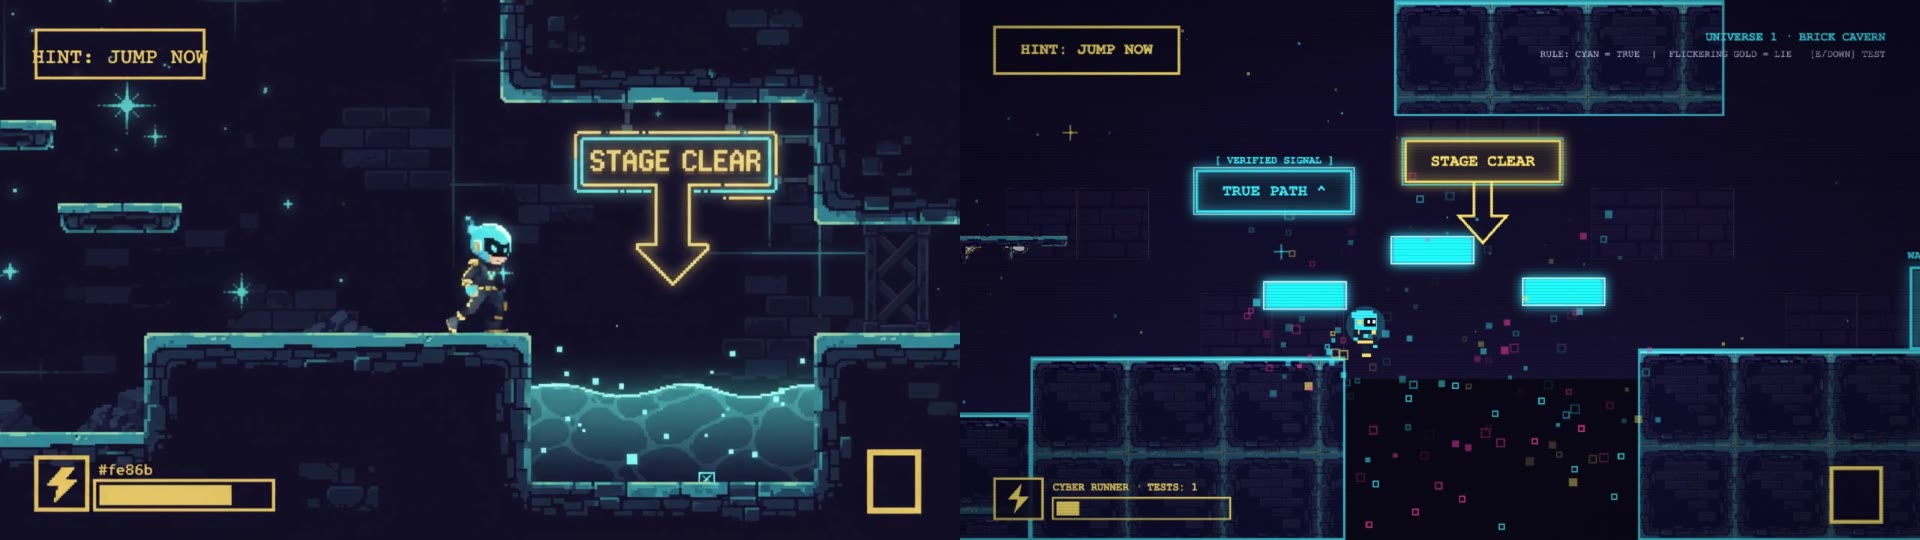 HINT: JUMP NOW
STAGE CLEAR
#fe86b
HINT: JUMP NOW
UNIVERSE 1 · BRICK CAVERN
RULE: CYAN = TRUE | FLICKERING GOLD = LIE [E/DOWN] TEST
[ VERIFIED SIGNAL ]
TRUE PATH ^
STAGE CLEAR
WA
CYBER RUNNER · TESTS: 1